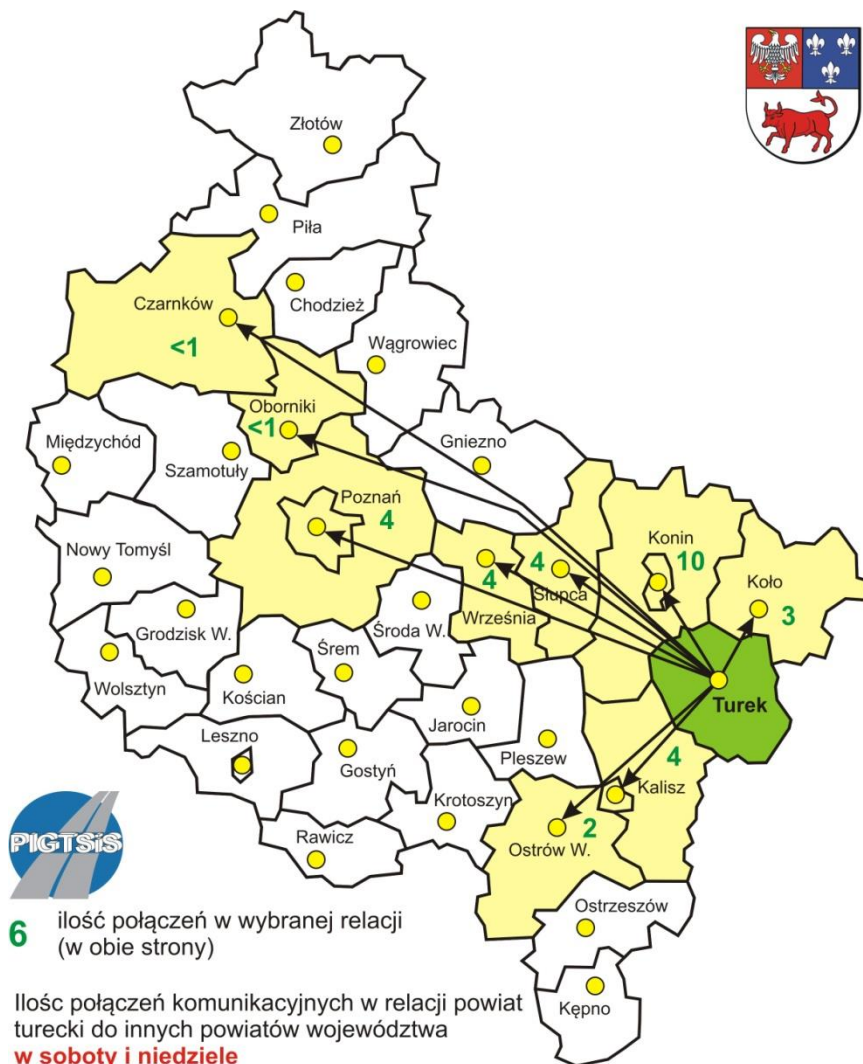 Złotów
Piła
Czarnków
<1
Chodzież
Wągrowiec
Oborniki
<1
Międzychód
Szamotuły
Gniezno
Poznań
4
Konin
10
Nowy Tomyśl
4
4
Słupca
Koło
3
Września
Grodzisk W.
Środa W.
Śrem
Wolsztyn
Kościan
Turek
Jarocin
Leszno
Gostyń
Pleszew
4
Kalisz
Krotoszyn
2
Ostrów W.
PIGTSiS
Rawicz
6 ilość połączeń w wybranej relacji
(w obie strony)
Ostrzeszów
Kępno
Ilośc połączeń komunikacyjnych w relacji powiat
turecki do innych powiatów województwa
w soboty i niedziele